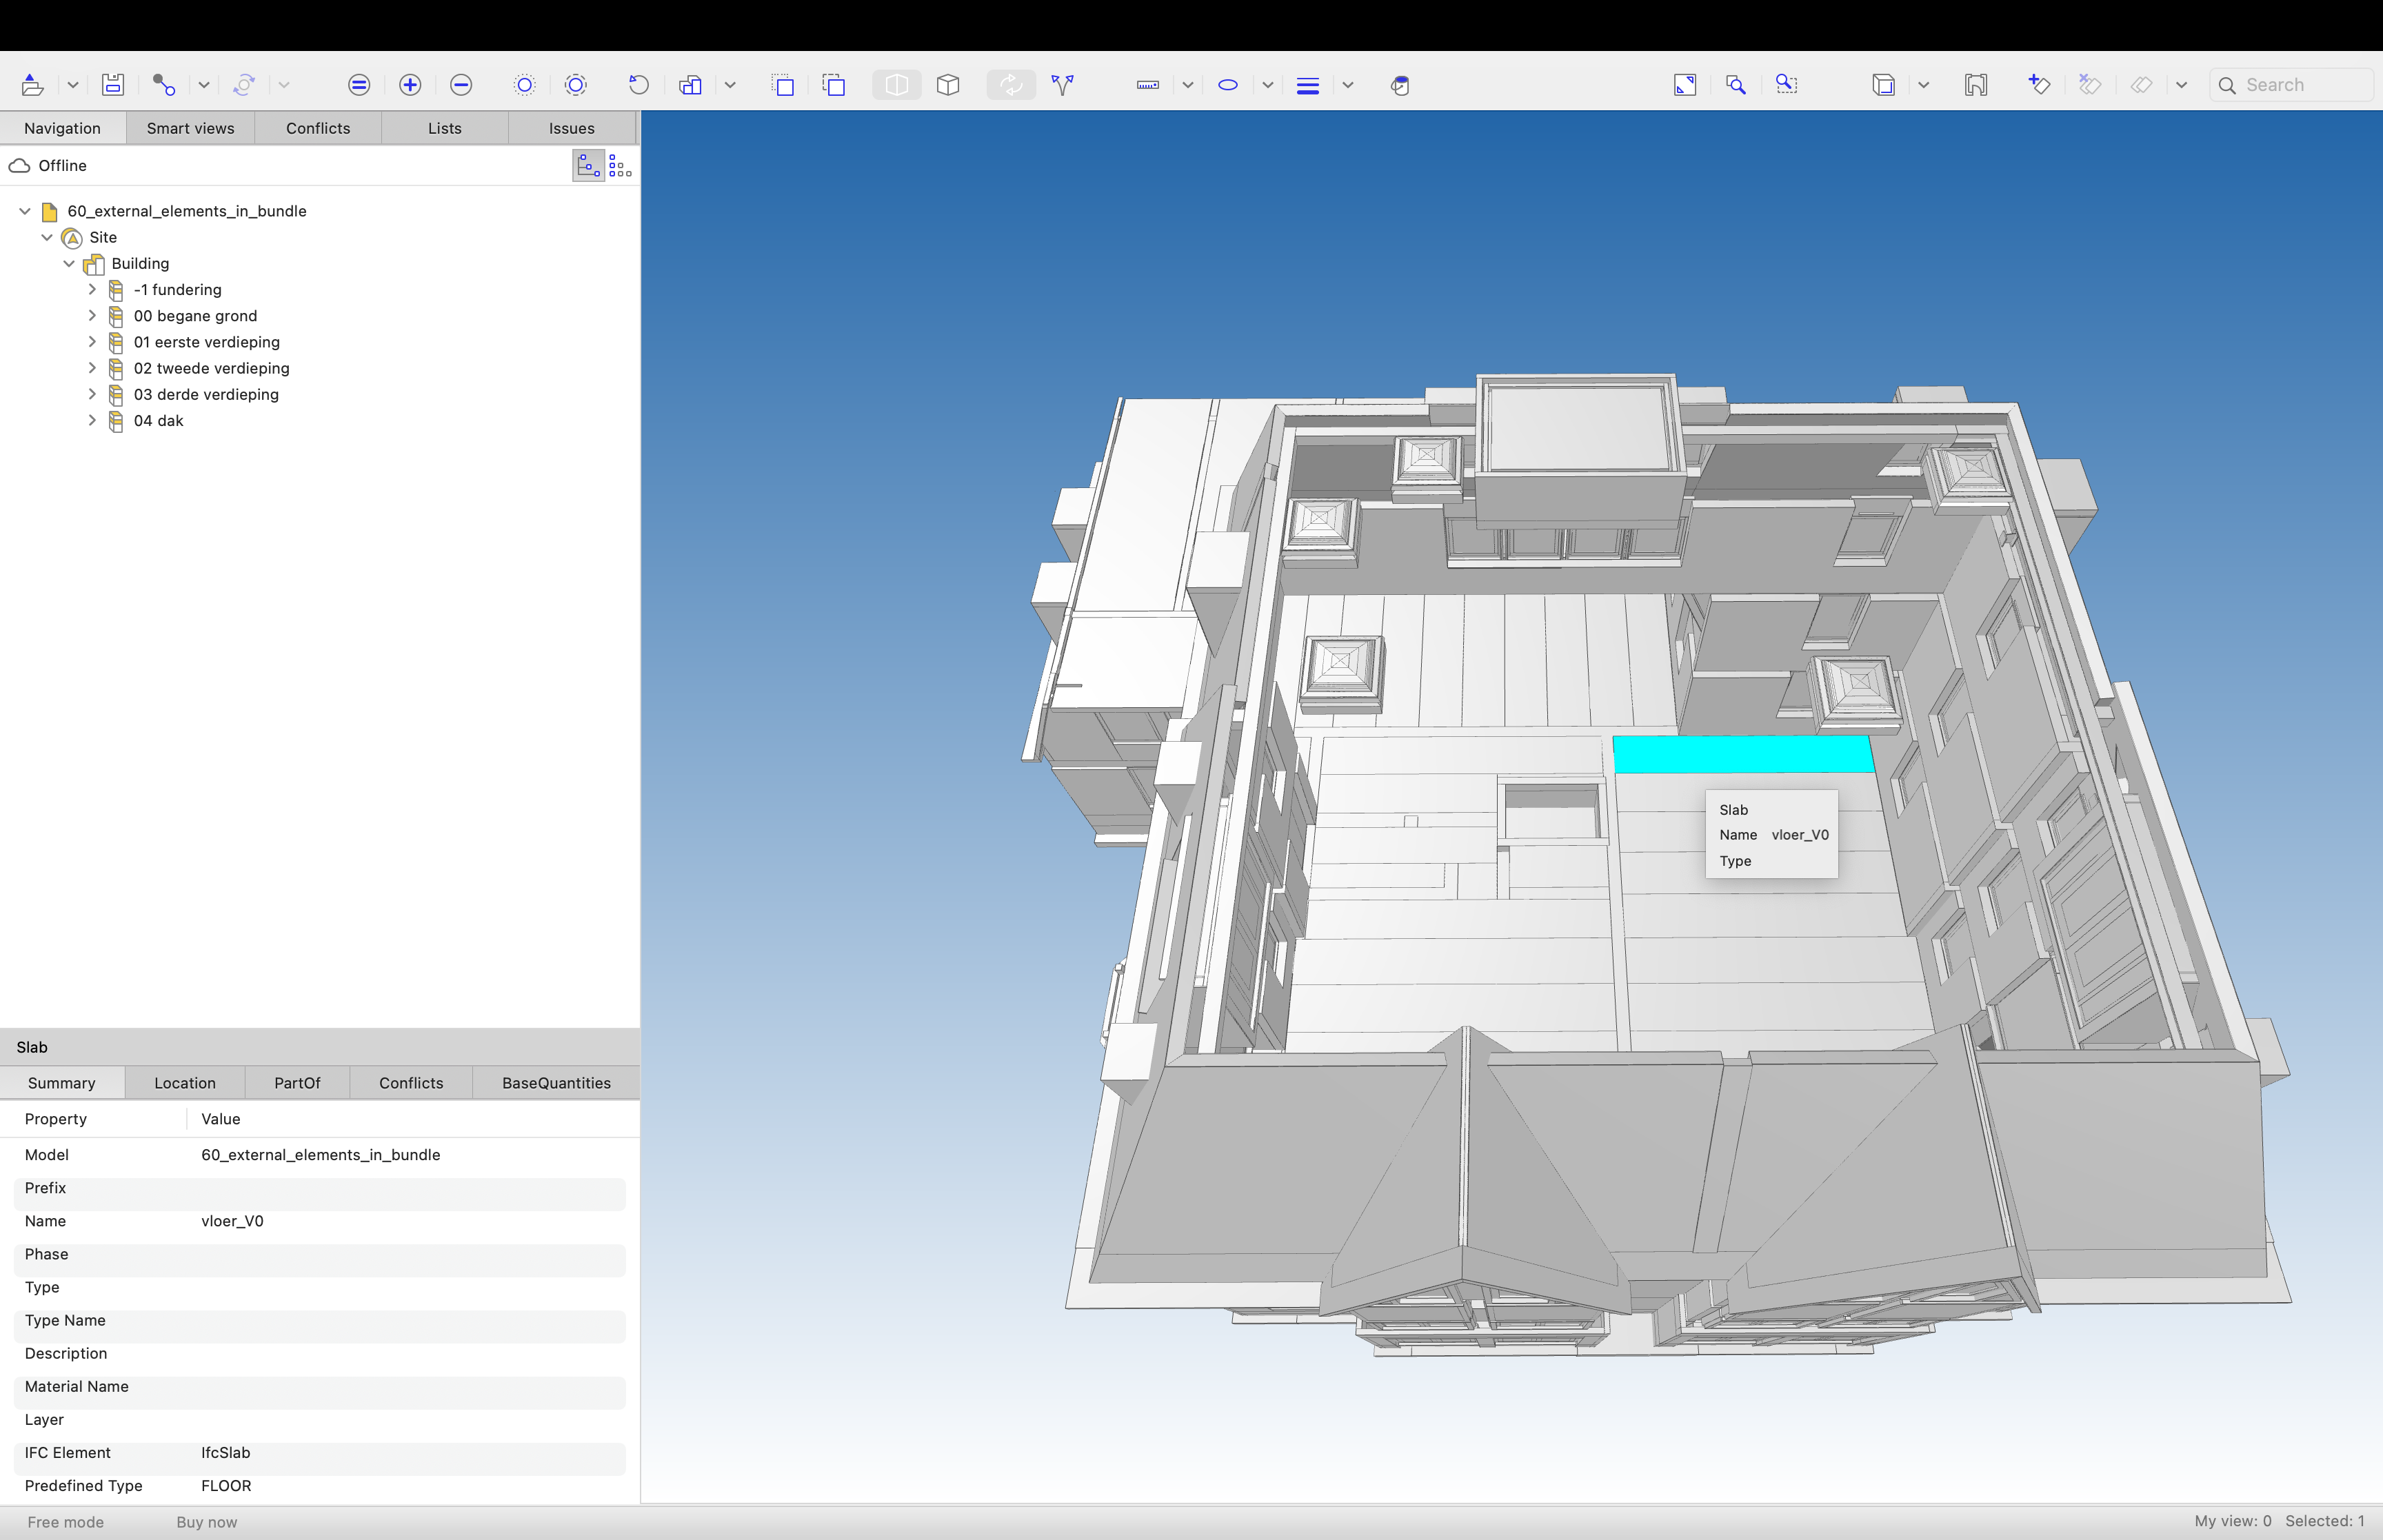 Search
Navigation
Smart views
Conflicts
Lists
Issues
Offline
60_external_elements_in_bundle
Site
Building
-1 fundering
00 begane grond
01 eerste verdieping
02 tweede verdieping
03 derde verdieping
04 dak
Slab
Name vloer_V0
Type
Slab
Summary
Location
PartOf
Conflicts
BaseQuantities
Property Value
Model 60_external_elements_in_bundle
Prefix
Name vloer_V0
Phase
Type
Type Name
Description
Material Name
Layer
IFC Element IfcSlab
Predefined Type FLOOR
Free mode
Buy now
My view: 0 Selected: 1